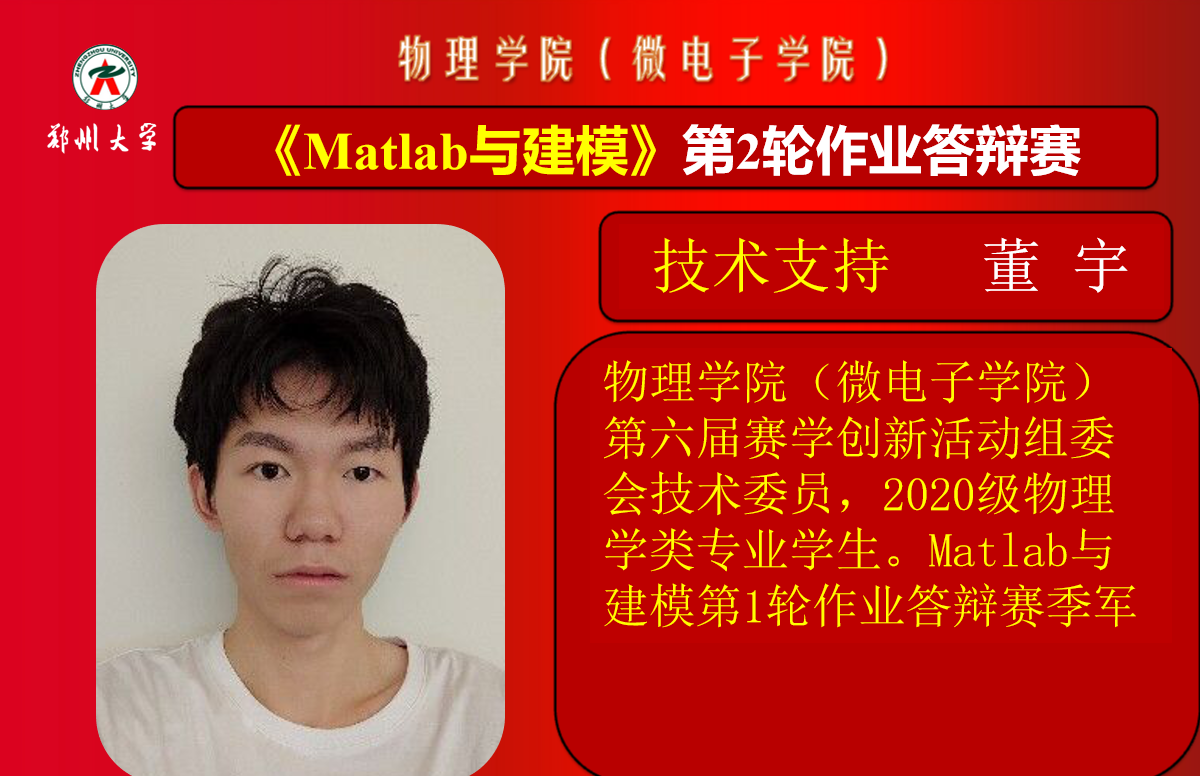 物理学院（微电子学院）
ZHENGZHOU UNIVERSITY
郑州大学
《Matlab与建模》第2轮作业答辩赛
技术支持 董 宇
物理学院（微电子学院）
第六届赛学创新活动组委
会技术委员，2020级物理
学类专业学生。Matlab与
建模第1轮作业答辩赛季军